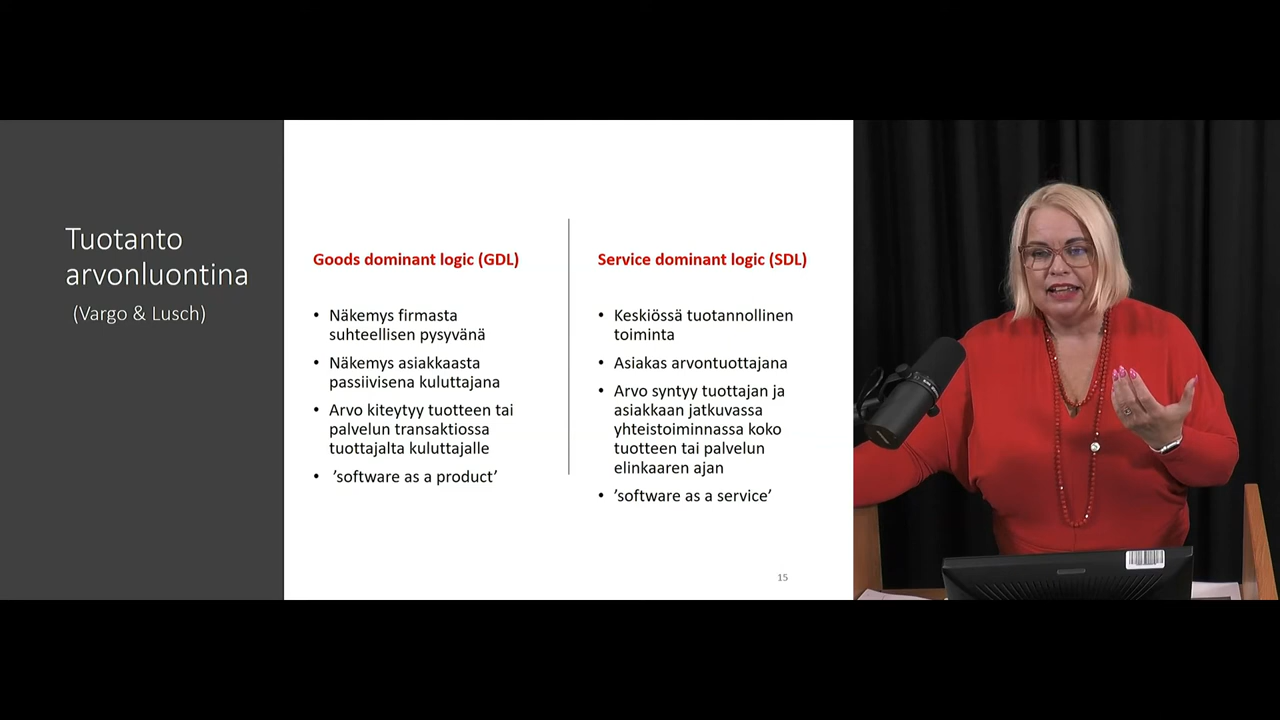 Tuotanto
arvonluontina
(Vargo & Lusch)
Goods dominant logic (GDL)
• Näkemys firmasta
suhteellisen pysyvänä
• Näkemys asiakkaasta
passiivisena kuluttajana
• Arvo kiteytyy tuotteen tai
palvelun transaktiossa
tuottajalta kuluttajalle
• ’software as a product’
Service dominant logic (SDL)
• Keskiössä tuotannollinen
toiminta
• Asiakas arvontuottajana
• Arvo syntyy tuottajan ja
asiakkaan jatkuvassa
yhteistoiminnassa koko
tuotteen tai palvelun
elinkaaren ajan
• ’software as a service’
15